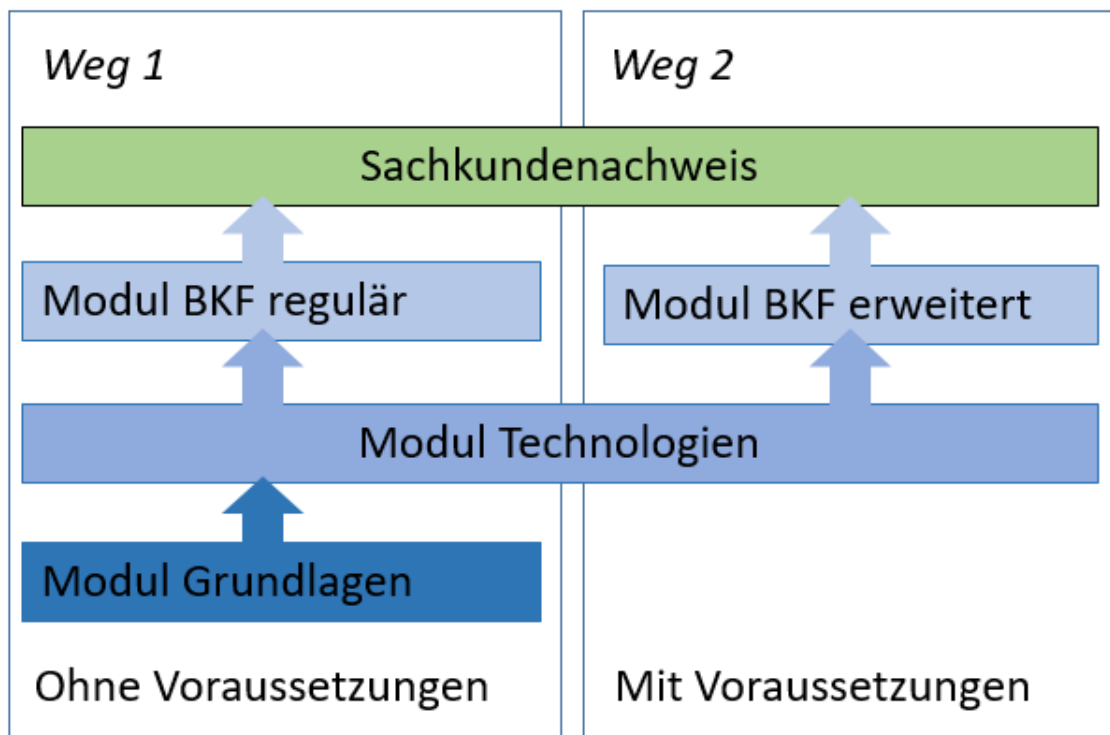 Weg 1
Weg 2
Sachkundenachweis
Modul BKF regulär
Modul BKF erweitert
Modul Technologien
Modul Grundlagen
Ohne Voraussetzungen
Mit Voraussetzungen